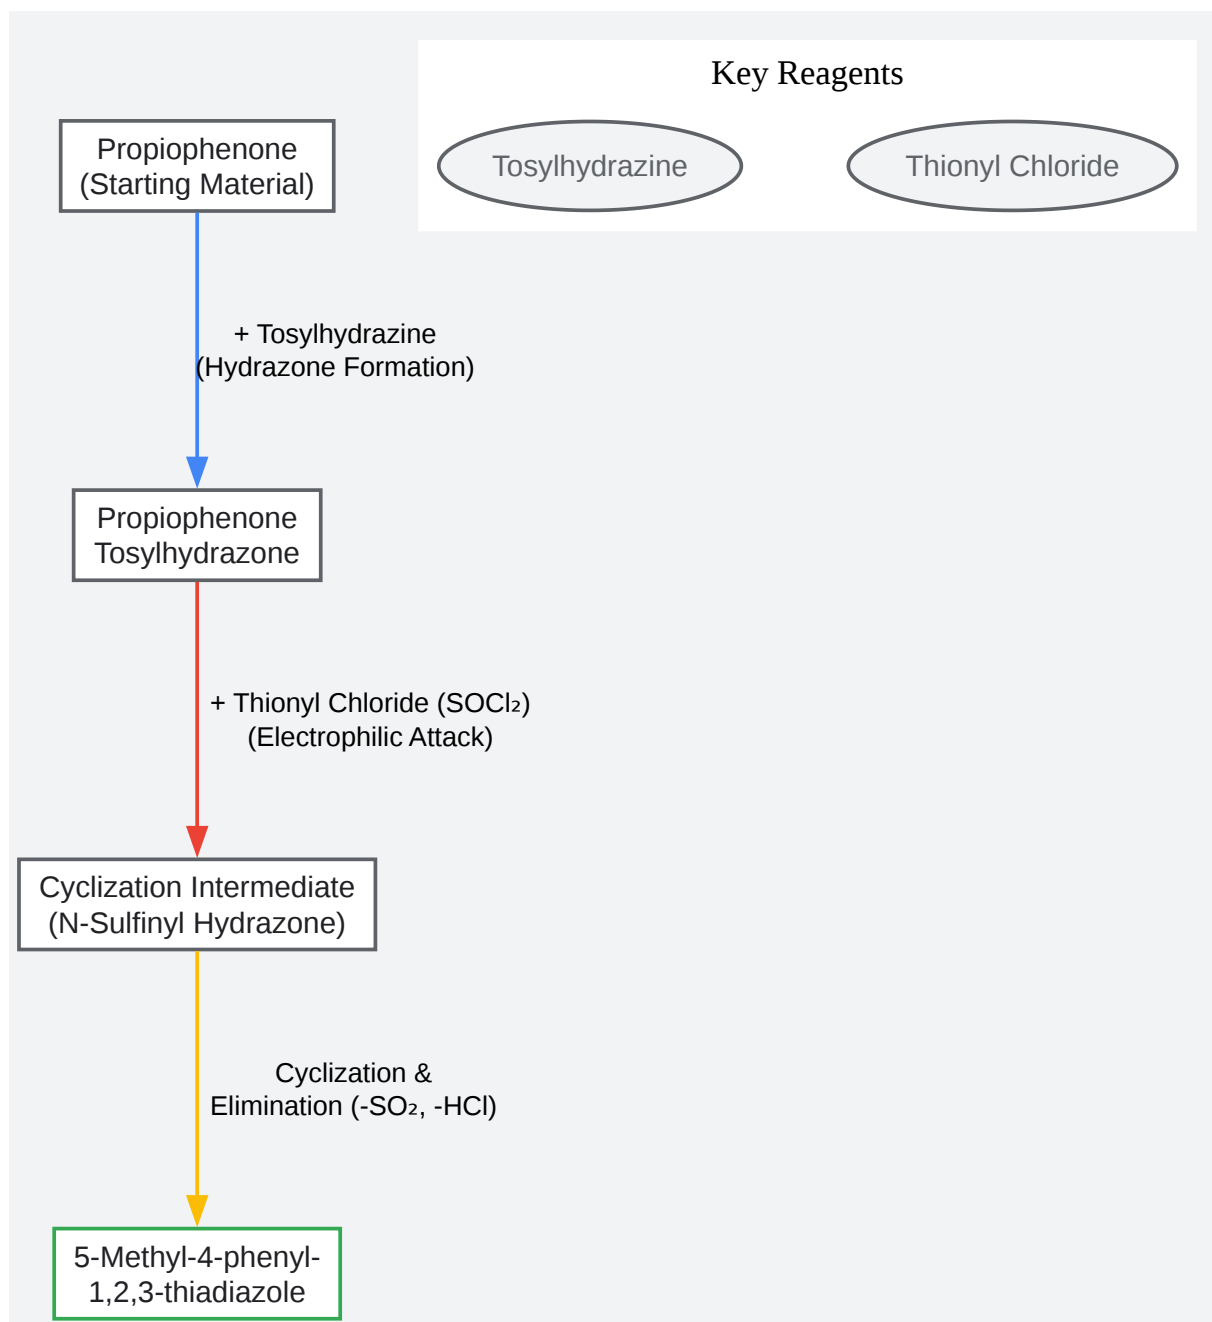 Key Reagents
Tosylhydrazine
Thionyl Chloride
Propiophenone
(Starting Material)
+ Tosylhydrazine
(Hydrazone Formation)
Propiophenone
Tosylhydrazone
+ Thionyl Chloride (SOCl₂)
(Electrophilic Attack)
Cyclization Intermediate
(N-Sulfinyl Hydrazone)
Cyclization &
Elimination (-SO₂, -HCl)
5-Methyl-4-phenyl-
1,2,3-thiadiazole